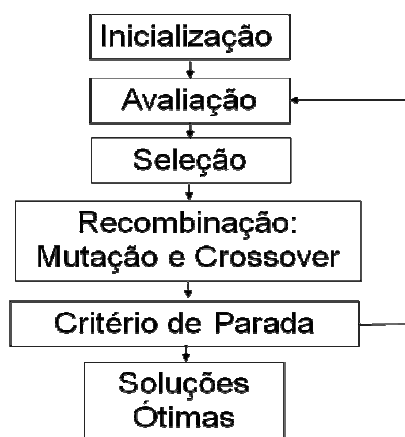 Inicialização
Avaliação
Seleção
Recombinação:
Mutação e Crossover
Critério de Parada
Soluções
Ótimas